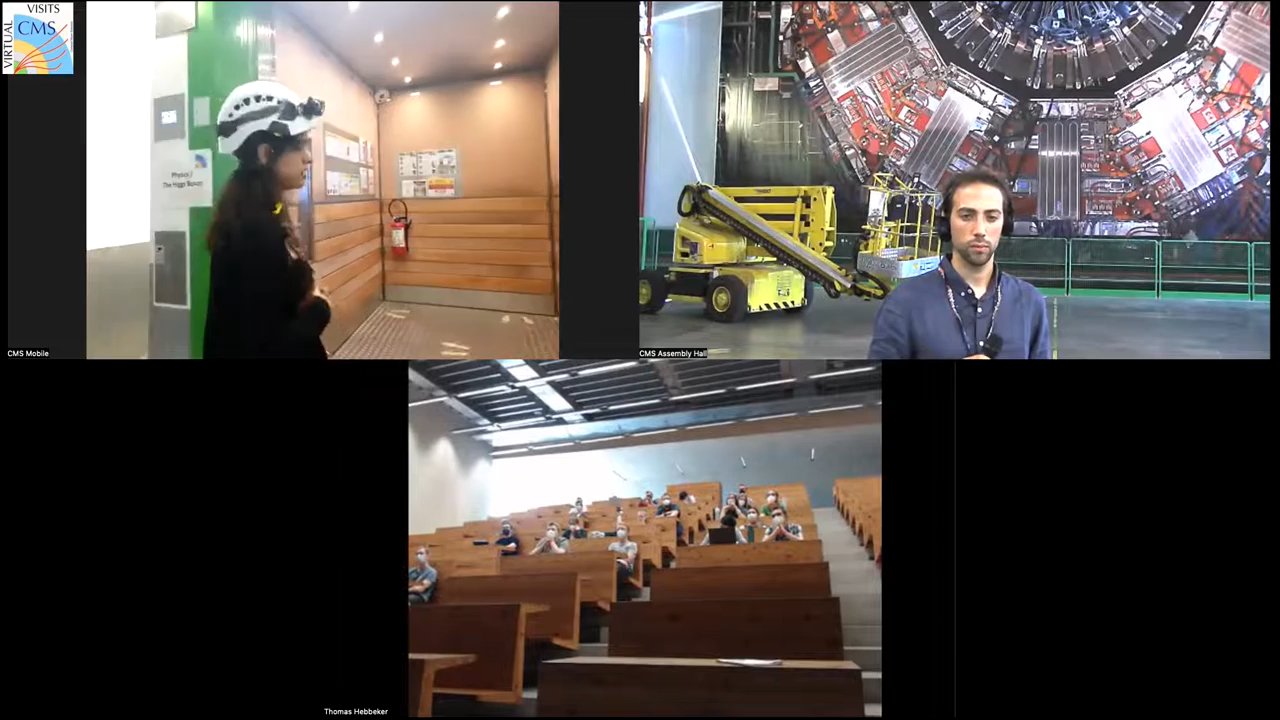 VISITS
VIRTUAL
CMS
Physics /
The Higgs Boson
CMS Mobile
CMS Assembly Hall
Thomas Hebbeker